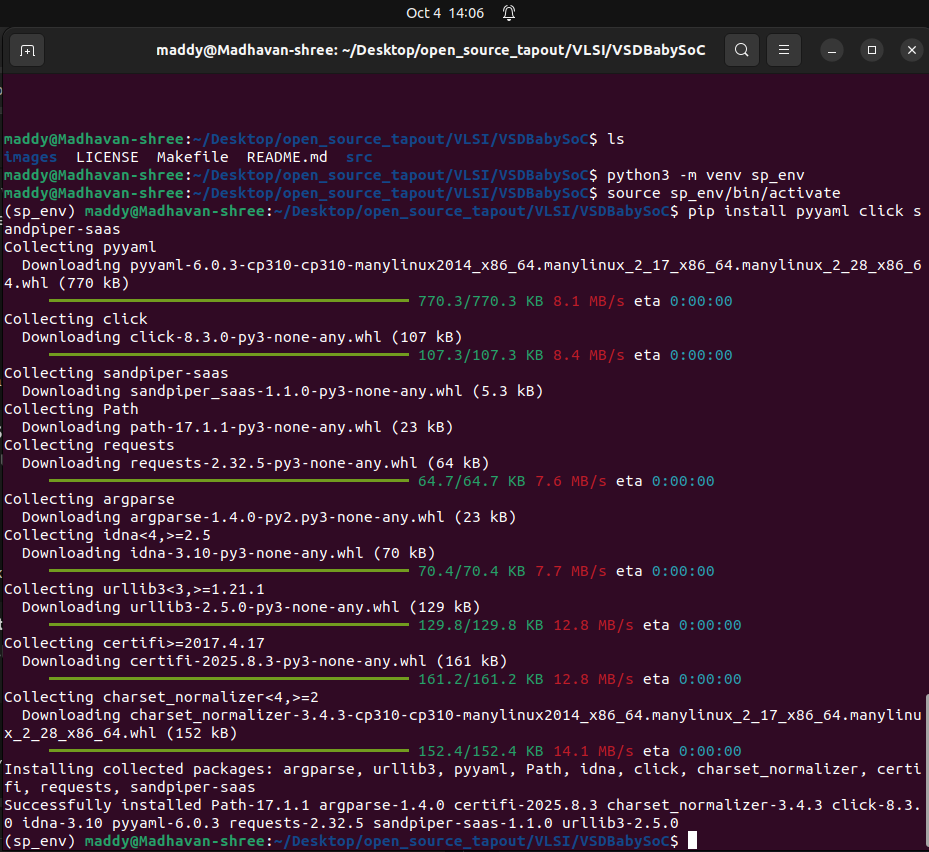 Oct 4 14:06
maddy@Madhavan-shree: ~/Desktop/open_source_tapout/VLSI/VSDBabySoC
maddy@Madhavan-shree:~/Desktop/open_source_tapout/VLSI/VSDBabySoC$ ls
images LICENSE Makefile README.md src
maddy@Madhavan-shree:~/Desktop/open_source_tapout/VLSI/VSDBabySoC$ python3 -m venv sp_env
maddy@Madhavan-shree:~/Desktop/open_source_tapout/VLSI/VSDBabySoC$ source sp_env/bin/activate
(sp_env) maddy@Madhavan-shree:~/Desktop/open_source_tapout/VLSI/VSDBabySoC$ pip install pyyaml click s
andpiper-saas
Collecting pyyaml
Downloading pyyaml-6.0.3-cp310-cp310-manylinux2014_x86_64.manylinux_2_17_x86_64.manylinux_2_28_x86_6
4.whl (770 kB)
770.3/770.3 KB 8.1 MB/s eta 0:00:00
Collecting click
Downloading click-8.3.0-py3-none-any.whl (107 kB)
107.3/107.3 KB 8.4 MB/s eta 0:00:00
Collecting sandpiper-saas
Downloading sandpiper_saas-1.1.0-py3-none-any.whl (5.3 kB)
Collecting Path
Downloading path-17.1.1-py3-none-any.whl (23 kB)
Collecting requests
Downloading requests-2.32.5-py3-none-any.whl (64 kB)
64.7/64.7 KB 7.6 MB/s eta 0:00:00
Collecting argparse
Downloading argparse-1.4.0-py2.py3-none-any.whl (23 kB)
Collecting idna<4,>=2.5
Downloading idna-3.10-py3-none-any.whl (70 kB)
70.4/70.4 KB 7.7 MB/s eta 0:00:00
Collecting urllib3<3,>=1.21.1
Downloading urllib3-2.5.0-py3-none-any.whl (129 kB)
129.8/129.8 KB 12.8 MB/s eta 0:00:00
Collecting certifi>=2017.4.17
Downloading certifi-2025.8.3-py3-none-any.whl (161 kB)
161.2/161.2 KB 12.8 MB/s eta 0:00:00
Collecting charset_normalizer<4,>=2
Downloading charset_normalizer-3.4.3-cp310-cp310-manylinux2014_x86_64.manylinux_2_17_x86_64.manylinu
x_2_28_x86_64.whl (152 kB)
152.4/152.4 KB 14.1 MB/s eta 0:00:00
Installing collected packages: argparse, urllib3, pyyaml, Path, idna, click, charset_normalizer, certi
fi, requests, sandpiper-saas
Successfully installed Path-17.1.1 argparse-1.4.0 certifi-2025.8.3 charset_normalizer-3.4.3 click-8.3.
0 idna-3.10 pyyaml-6.0.3 requests-2.32.5 sandpiper-saas-1.1.0 urllib3-2.5.0
(sp_env) maddy@Madhavan-shree:~/Desktop/open_source_tapout/VLSI/VSDBabySoC$